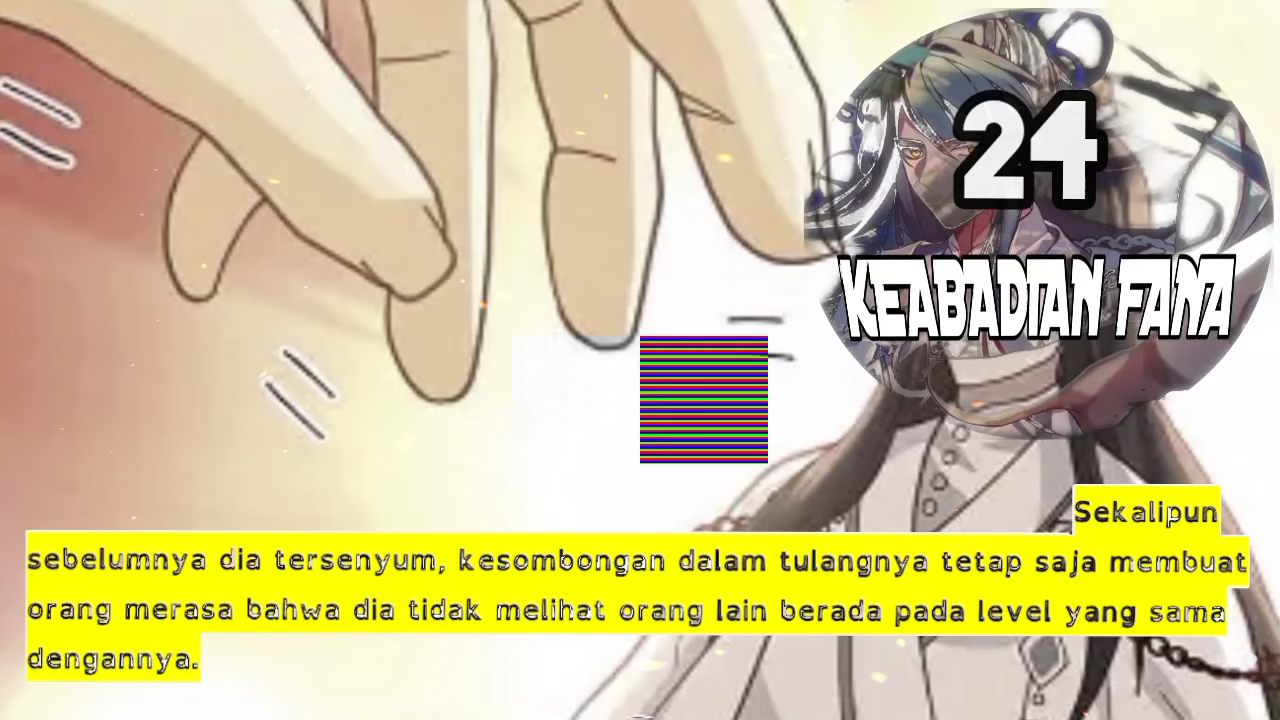 24
KEABADIAN FANA
Sekalipun
sebelumnya dia tersenyum, kesombongan dalam tulangnya tetap saja membuat
orang merasa bahwa dia tidak melihat orang lain berada pada level yang sama
dengannya.